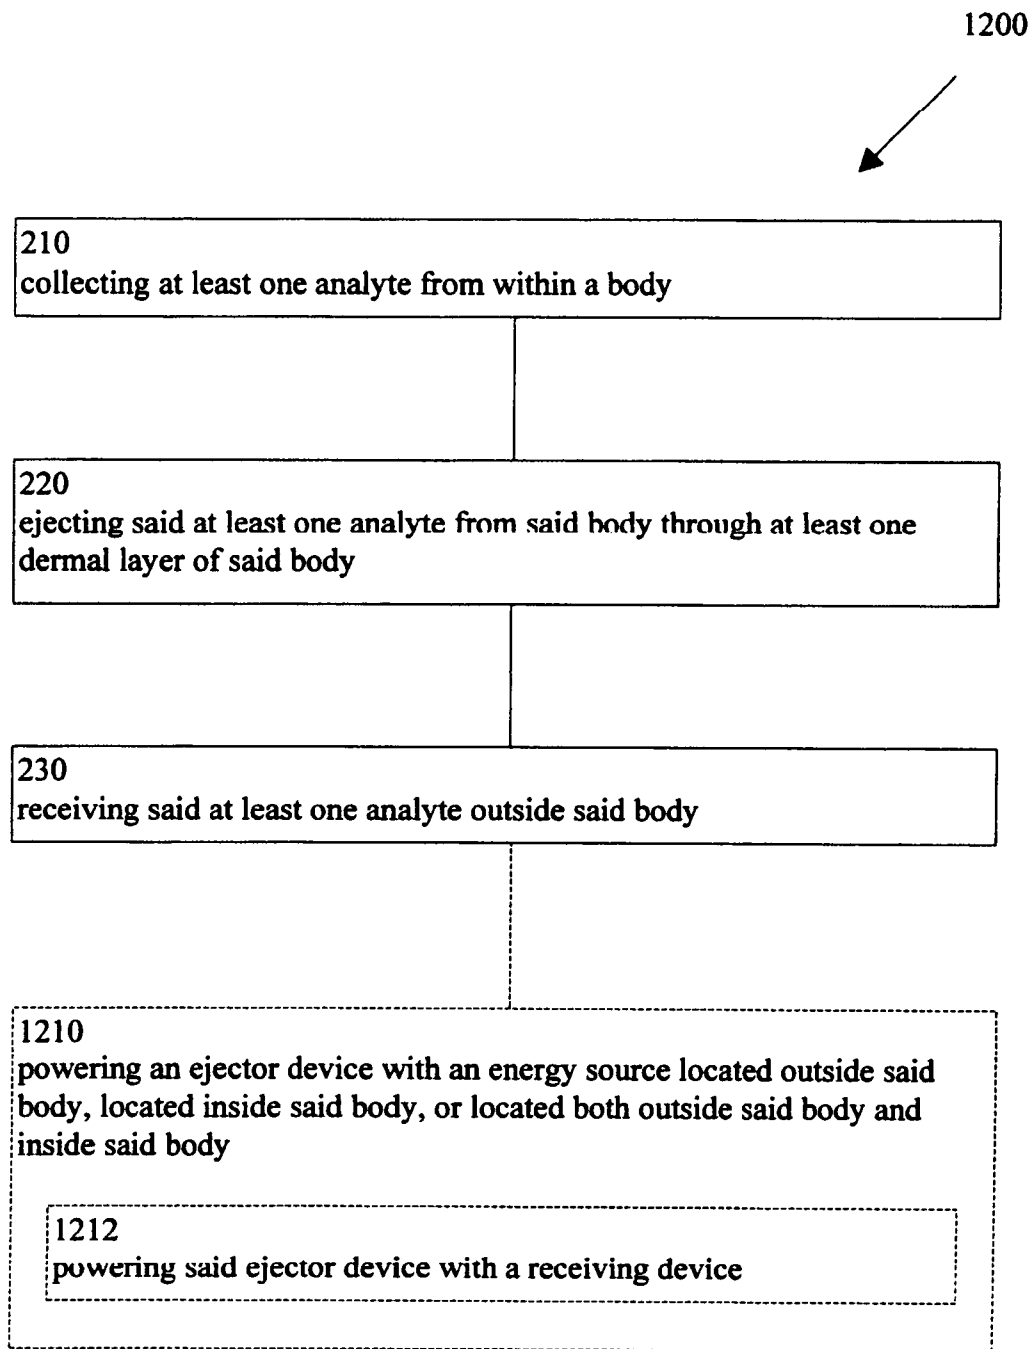 1200
210
collecting at least one analyte from within a body
220
ejecting said at least one analyte from said body through at least one
dermal layer of said body
230
receiving said at least one analyte outside said body
1210
powering an ejector device with an energy source located outside said
body, located inside said body, or located both outside said body and
inside said body
1212
powering said ejector device with a receiving device